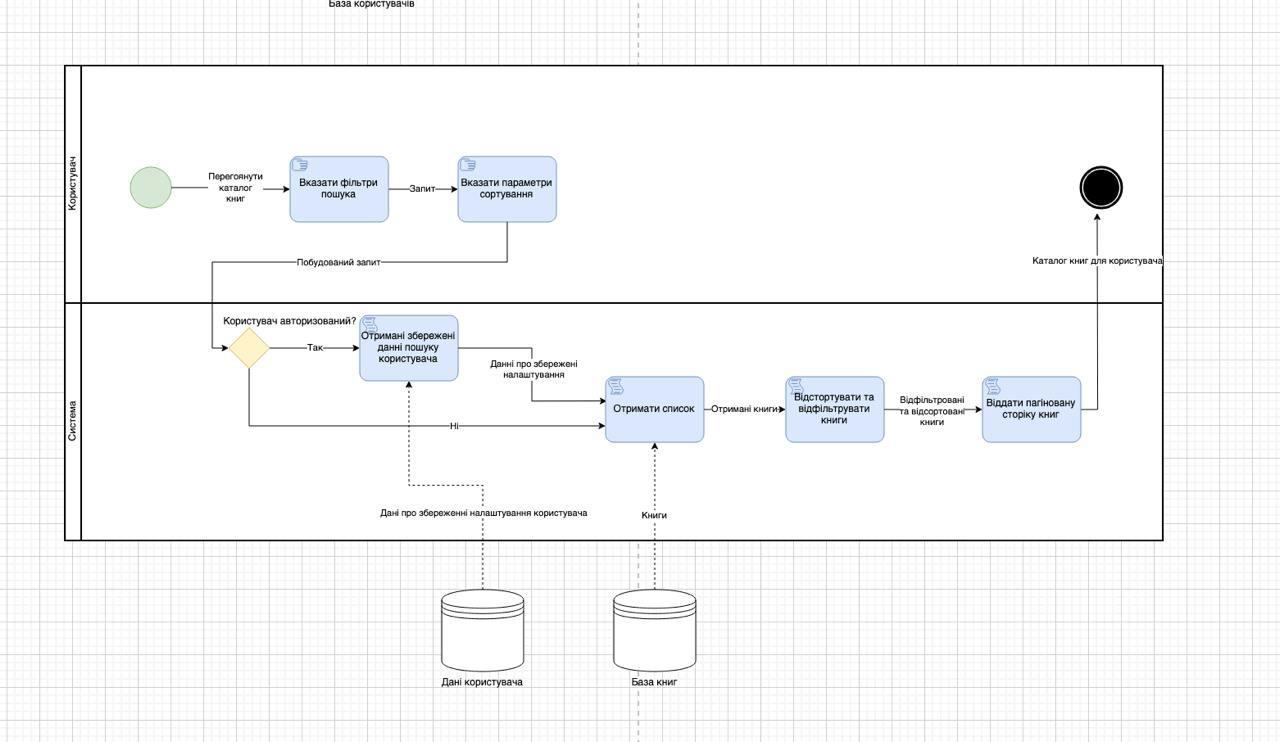 База користувачів
Користувач
Перегоянути
каталог
книг
Вказати фільтри
пошука
Запит
Вказати параметри
сортування
Побудований запит
Каталог книг для користувача
Система
Користувач авторизований?
Так
Отримані збережені
данні пошуку
користувача
Данні про збережені
налаштування
Ні
Отримати список
Отримані книги
Відстортувати та
відфільтрувати
книги
Відфільтровані
та відсортовані
книги
Віддати пагіновану
сторіку книг
Дані про збереженні налаштування користувача
Книги
Дані користувача
База книг